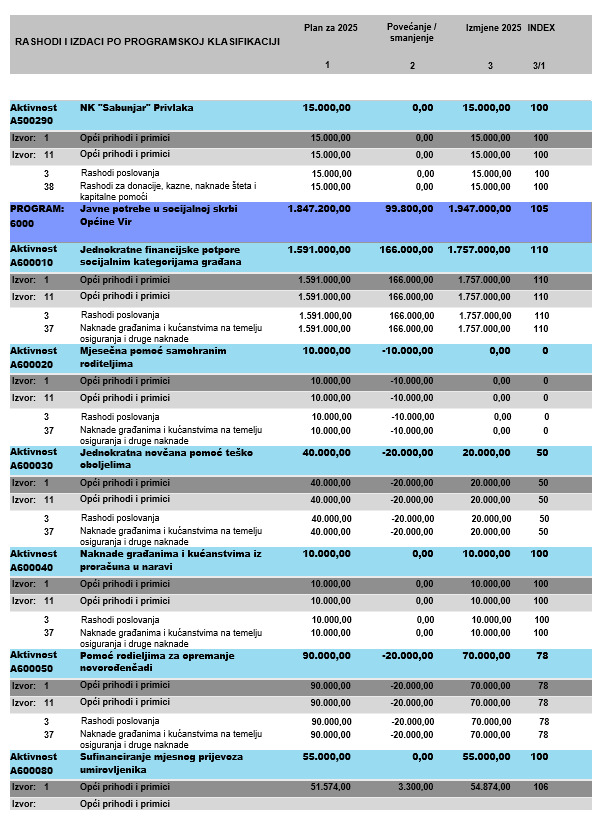 RASHODI I IZDACI PO PROGRAMSKOJ KLASIFIKACIJI Plan za 2025 Povećanje / smanjenje Izmjene 2025 INDEX
1 2 3 3/1
Aktivnost A500290 NK "Sabunjar" Privlaka 15.000,00 0,00 15.000,00 100
Izvor: 1 Opći prihodi i primici 15.000,00 0,00 15.000,00 100
Izvor: 11 Opći prihodi i primici 15.000,00 0,00 15.000,00 100
3 Rashodi poslovanja 15.000,00 0,00 15.000,00 100
38 Rashodi za donacije, kazne, naknade šteta i 15.000,00 0,00 15.000,00 100
kapitalne pomoći
PROGRAM: Javne potrebe u socijalnoj skrbi 1.847.200,00 99.800,00 1.947.000,00 105
6000 Općine Vir
Aktivnost Jednokratne financijske potpore 1.591.000,00 166.000,00 1.757.000,00 110
A600010 socijalnim kategorijama građana
Izvor: 1 Opći prihodi i primici 1.591.000,00 166.000,00 1.757.000,00 110
Izvor: 11 Opći prihodi i primici 1.591.000,00 166.000,00 1.757.000,00 110
3 Rashodi poslovanja 1.591.000,00 166.000,00 1.757.000,00 110
37 Naknade građanima i kućanstvima na temelju 1.591.000,00 166.000,00 1.757.000,00 110
osiguranja i druge naknade
Aktivnost Mjesečna pomoć samohranim 10.000,00 -10.000,00 0,00 0
A600020 roditeljima
Izvor: 1 Opći prihodi i primici 10.000,00 -10.000,00 0,00 0
Izvor: 11 Opći prihodi i primici 10.000,00 -10.000,00 0,00 0
3 Rashodi poslovanja 10.000,00 -10.000,00 0,00 0
37 Naknade građanima i kućanstvima na temelju 10.000,00 -10.000,00 0,00 0
osiguranja i druge naknade
Aktivnost Jednokratna novčana pomoć teško 40.000,00 -20.000,00 20.000,00 50
A600030 oboljelima
Izvor: 1 Opći prihodi i primici 40.000,00 -20.000,00 20.000,00 50
Izvor: 11 Opći prihodi i primici 40.000,00 -20.000,00 20.000,00 50
3 Rashodi poslovanja 40.000,00 -20.000,00 20.000,00 50
37 Naknade građanima i kućanstvima na temelju 40.000,00 -20.000,00 20.000,00 50
osiguranja i druge naknade
Aktivnost Naknade građanima i kućanstvima iz 10.000,00 0,00 10.000,00 100
A600040 proračuna u naravi
Izvor: 1 Opći prihodi i primici 10.000,00 0,00 10.000,00 100
Izvor: 11 Opći prihodi i primici 10.000,00 0,00 10.000,00 100
3 Rashodi poslovanja 10.000,00 0,00 10.000,00 100
37 Naknade građanima i kućanstvima na temelju 10.000,00 0,00 10.000,00 100
osiguranja i druge naknade
Aktivnost Pomoć rodieljima za opremanje 90.000,00 -20.000,00 70.000,00 78
A600050 novorođenčadi
Izvor: 1 Opći prihodi i primici 90.000,00 -20.000,00 70.000,00 78
Izvor: 11 Opći prihodi i primici 90.000,00 -20.000,00 70.000,00 78
3 Rashodi poslovanja 90.000,00 -20.000,00 70.000,00 78
37 Naknade građanima i kućanstvima na temelju 90.000,00 -20.000,00 70.000,00 78
osiguranja i druge naknade
Aktivnost Sufinanciranje mjesnog prijevoza 55.000,00 0,00 55.000,00 100
A600080 umirovljenika
Izvor: 1 Opći prihodi i primici 51.574,00 3.300,00 54.874,00 106
Izvor: Opći prihodi i primici